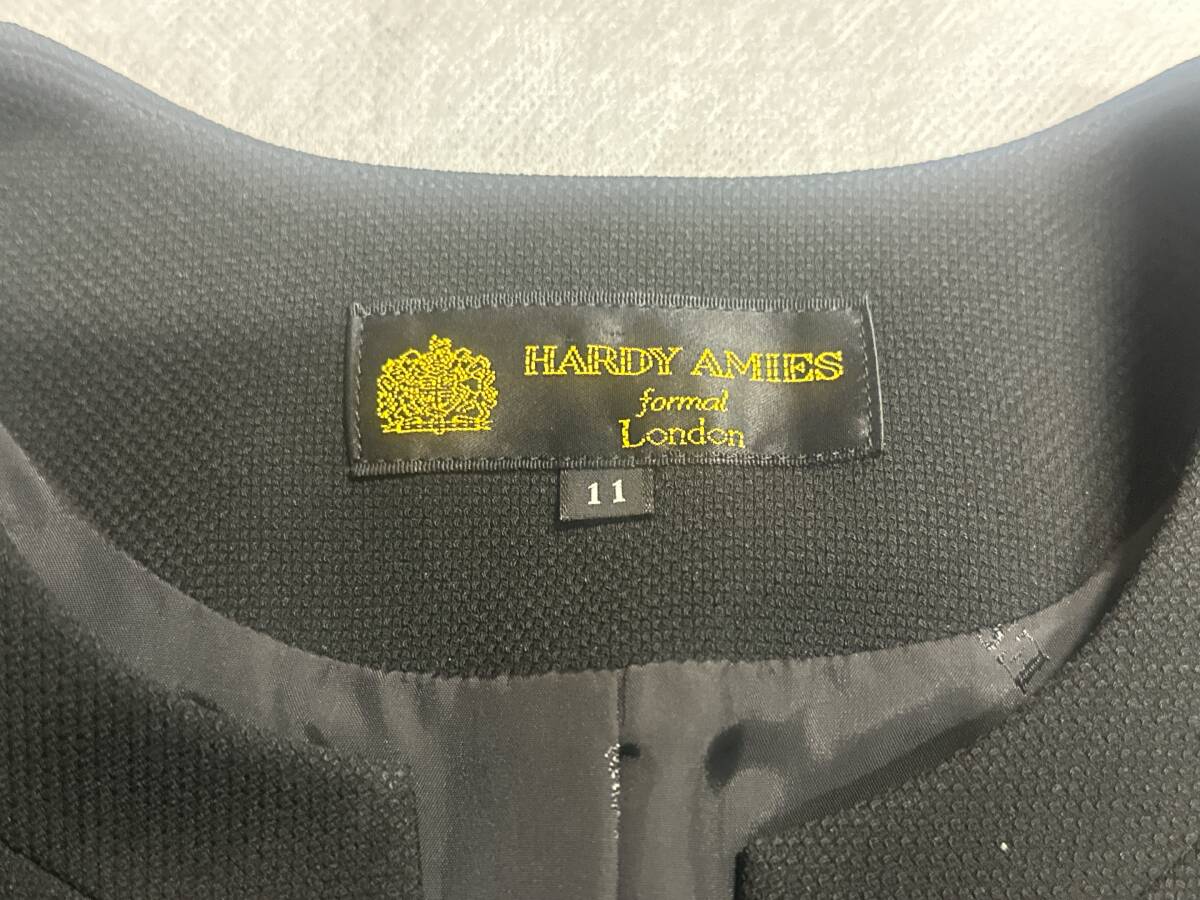 HARDY AMIES
formal
London
11